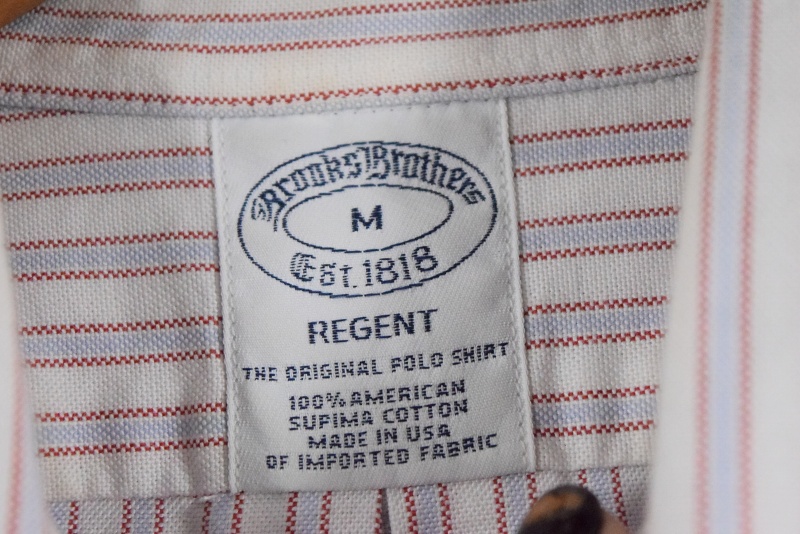 Brooks Brothers
M
Est. 1818
REGENT
THE ORIGINAL POLO SHIRT
100% AMERICAN
SUPIMA COTTON
MADE IN USA
OF IMPORTED FABRIC